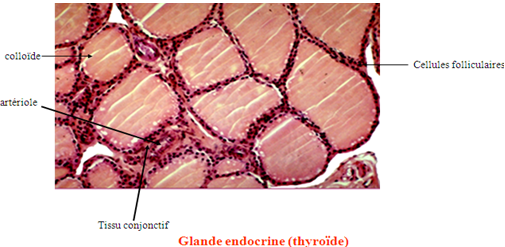 colloïde
Cellules folliculaires
artériole
Tissu conjonctif
Glande endocrine (thyroïde)